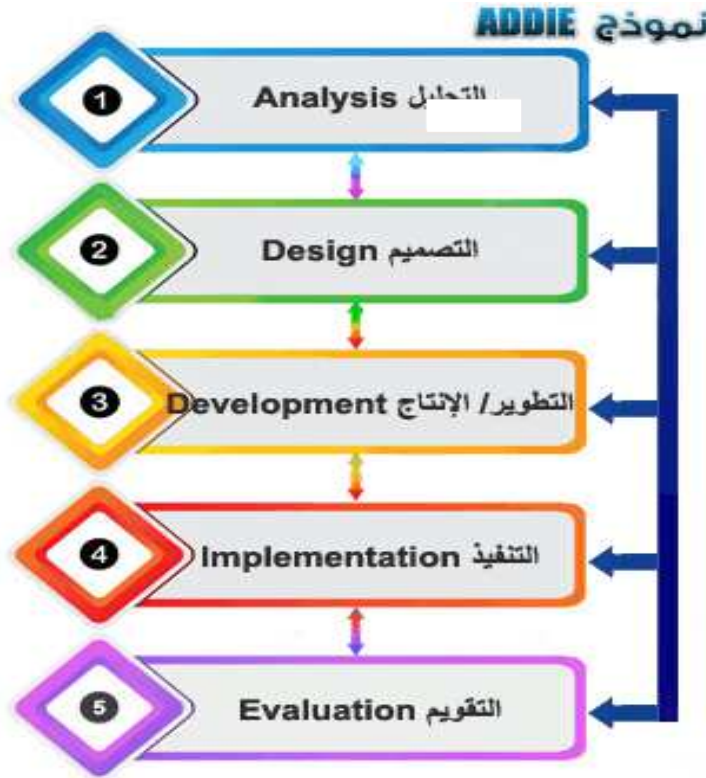 نموذج ADDIE
1
التحليل Analysis
2
التصميم Design
3
التطوير/ الإنتاج Development
4
التنفيذ Implementation
5
التقويم Evaluation